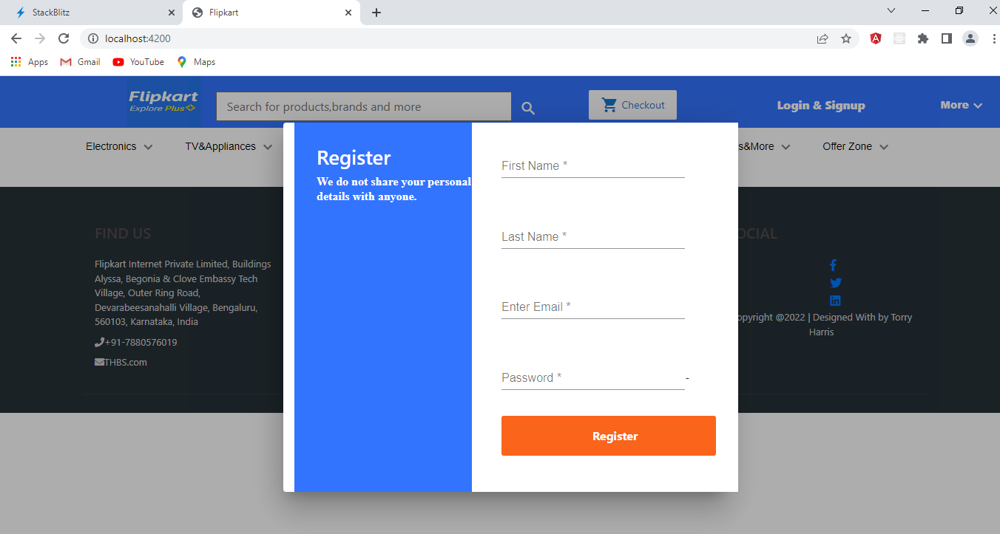 StackBlitz
Flipkart
localhost:4200
Apps
Gmail
YouTube
Maps
Flipkart
Explore Plus
Search for products,brands and more
Checkout
Login & Signup
More
Electronics
TV&Appliances
s&More
Offer Zone
Register
We do not share your personal
details with anyone.
First Name *
Last Name *
Enter Email *
Password *
-
Register
FIND US
Flipkart Internet Private Limited, Buildings
Alyssa, Begonia & Clove Embassy Tech
Village, Outer Ring Road,
Devarabeesanahalli Village, Bengaluru,
560103, Karnataka, India
+91-7880576019
THBS.com
OCIAL
opyright @2022 | Designed With by Torry
Harris